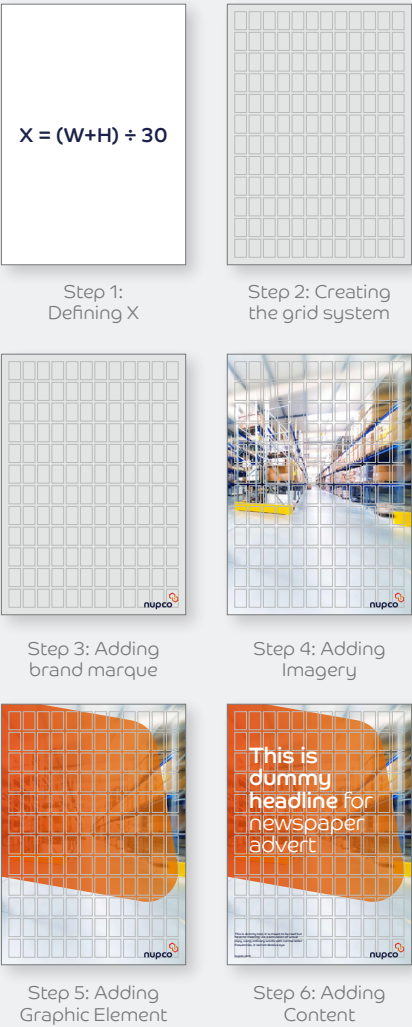 X = (W+H) ÷ 30
Step 1:
Defining X
Step 2: Creating
the grid system
nupco
Step 3: Adding
brand marque
nupco
Step 4: Adding
Imagery
nupco
Step 5: Adding
Graphic Element
This is
dummy
headline for
newspaper
advert
nupco
Step 6: Adding
Content